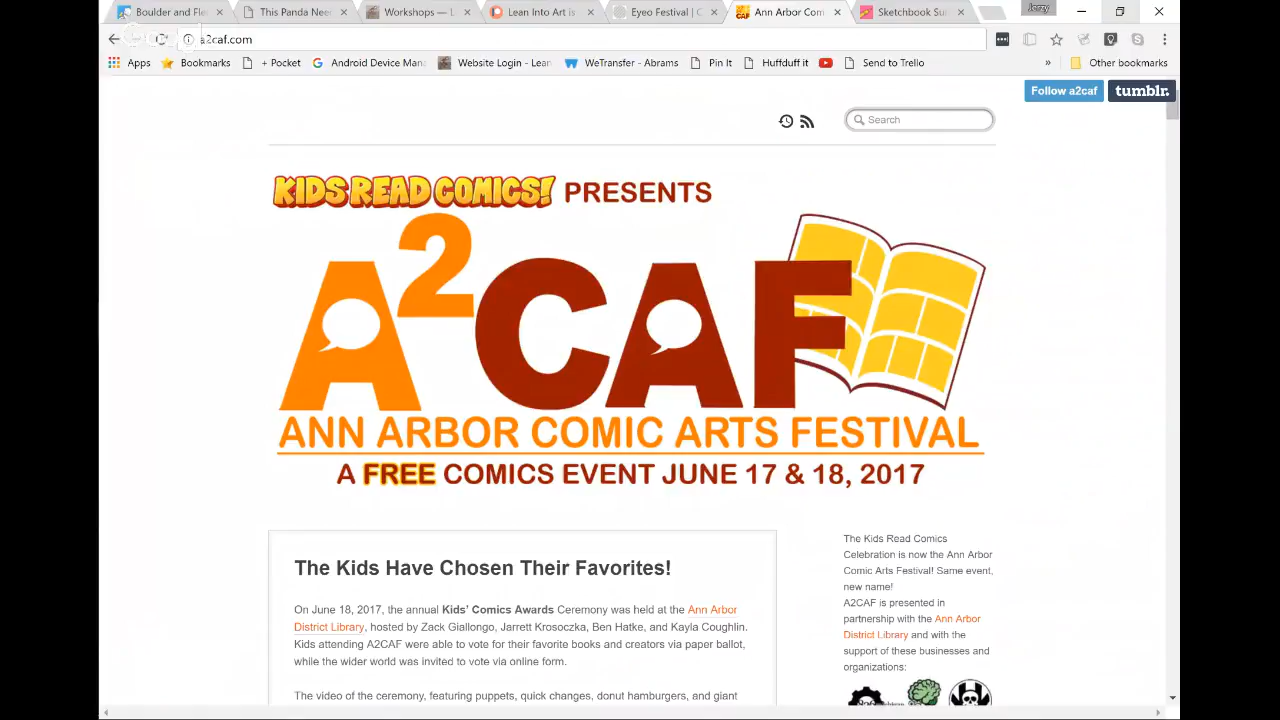 Boulder and Fle
This Panda Nee
Workshops — L
Lean Into Art is
Eyeo Festival | C
Ann Arbor Com
Sketchbook Su
Jerzy
a2caf.com
Apps
Bookmarks
+ Pocket
Android Device Man
Website Login - Lean
WeTransfer - Abrams
Pin It
Huffduff it
Send to Trello
»
Other bookmarks
Follow a2caf
tumblr.
Search
KIDS READ COMICS! PRESENTS
A2CAF
ANN ARBOR COMIC ARTS FESTIVAL
A FREE COMICS EVENT JUNE 17 & 18, 2017
The Kids Have Chosen Their Favorites!
On June 18, 2017, the annual Kids' Comics Awards Ceremony was held at the Ann Arbor
District Library, hosted by Zack Giallongo, Jarrett Krosoczka, Ben Hatke, and Kayla Coughlin.
Kids attending A2CAF were able to vote for their favorite books and creators via paper ballot,
while the wider world was invited to vote via online form.
The video of the ceremony, featuring puppets, quick changes, donut hamburgers, and giant
The Kids Read Comics
Celebration is now the Ann Arbor
Comic Arts Festival! Same event,
new name!
A2CAF is presented in
partnership with the Ann Arbor
District Library and with the
support of these businesses and
organizations: